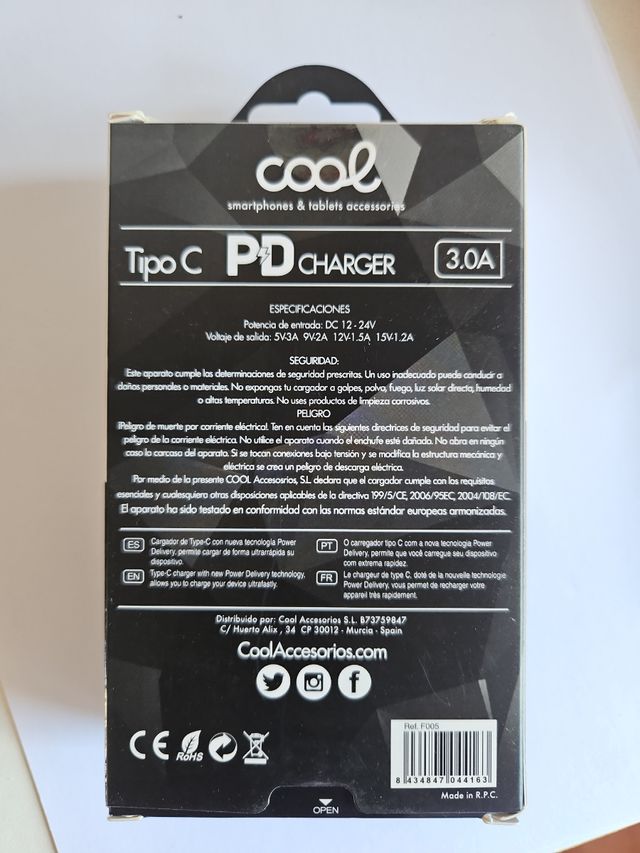 cool
smartphones & tablets accessories
Tipo C PD CHARGER 3.0A
ESPECIFICACIONES
Potencia de entrada: DC 12 - 24V
Voltaje de salida: 5V-3A 9V-2A 12V-1.5A 15V-1.2A
SEGURIDAD:
Este aparato cumple las determinaciones de seguridad prescritas. Un uso inadecuado puede conducir a
daños personales o materiales. No expongas tu cargador a golpes, polvo, fuego, luz solar directa, humedad
o altas temperaturas. No uses productos de limpieza corrosivos.
PELIGRO
¡Peligro de muerte por corriente eléctrica!. Ten en cuenta las siguientes directrices de seguridad para evitar el
peligro de la corriente eléctrica. No utilice el aparato cuando el enchufe esté dañado. No abra en ningún
caso la carcasa del aparato. Si se tocan conexiones bajo tensión y se modifica la estructura mecánica y
eléctrica se crea un peligro de descarga eléctrica.
Por medio de la presente COOL Accesosrios, S.L declara que el cargador cumple con los requisitos
esenciales y cualesquiera otras disposiciones aplicables de la directiva 199/5/CE, 2006/95EC, 2004/108/EC.
El aparato ha sido testado en conformidad con las normas estándar europeas armonizadas.
ES Cargador de Type-C con nueva tecnología Power
Delivery, permite cargar de forma ultrarrápida su
dispositivo.
PT O carregador tipo C com a nova tecnologia Power
Delivery, permite que você carregue seu dispositivo
com extrema rapidez.
EN Type-C charger with new Power Delivery technology,
allows you to charge your device ultrafastly.
FR Le chargeur de type C, doté de la nouvelle technologie
Power Delivery, vous permet de recharger votre
appareil très rapidement.
Distribuido por: Cool Accesorios S.L. B73759847
C/ Huerto Alix , 34 CP 30012 - Murcia - Spain
CoolAccesorios.com
CE RoHS
Ref. F005
8 434847 044163
Made in R.P.C.
OPEN